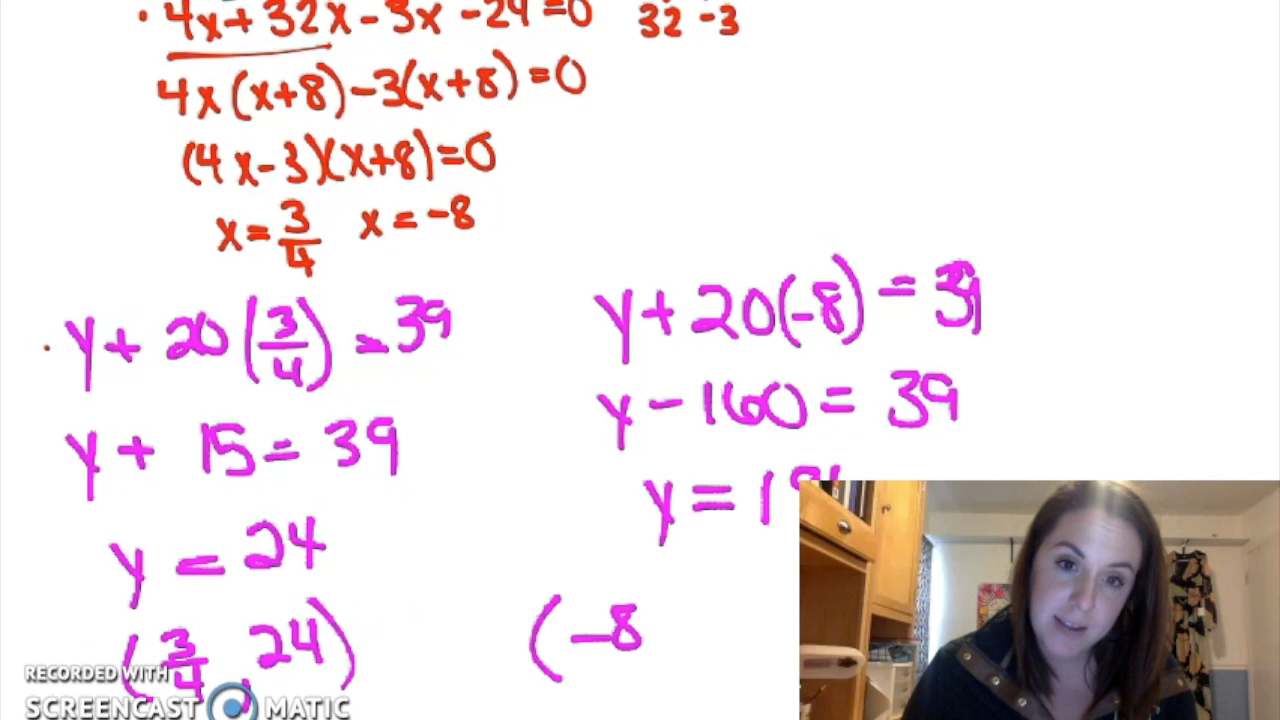 · 4x + 32x - 3x - 24 = 0 32 -3
4x(x+8) - 3(x+8) = 0
(4x - 3)(x+8) = 0
x = 3/4 x = -8
y + 20(3/4) = 39
y + 15 = 39
y = 24
(3/4, 24)
y + 20(-8) = 39
y - 160 = 39
y = 1
(-8
RECORDED WITH
SCREENCAST MATIC